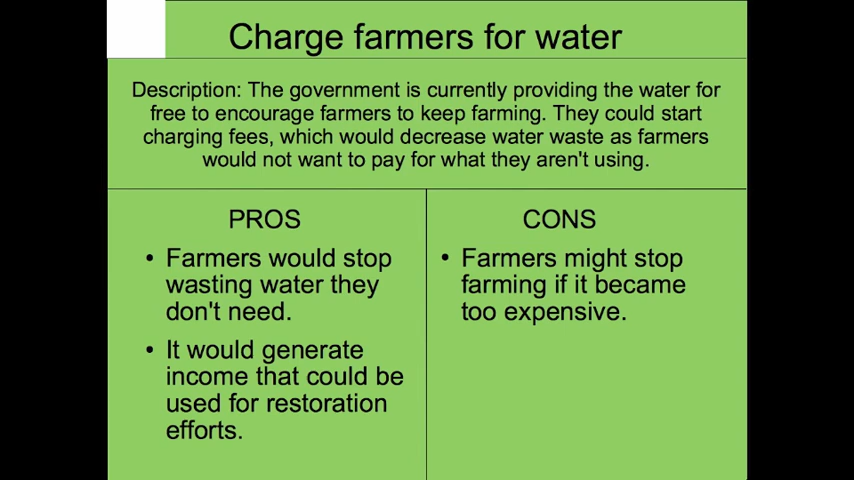 Charge farmers for water
Description: The government is currently providing the water for
free to encourage farmers to keep farming. They could start
charging fees, which would decrease water waste as farmers
would not want to pay for what they aren't using.
PROS
• Farmers would stop
wasting water they
don't need.
• It would generate
income that could be
used for restoration
efforts.
CONS
• Farmers might stop
farming if it became
too expensive.